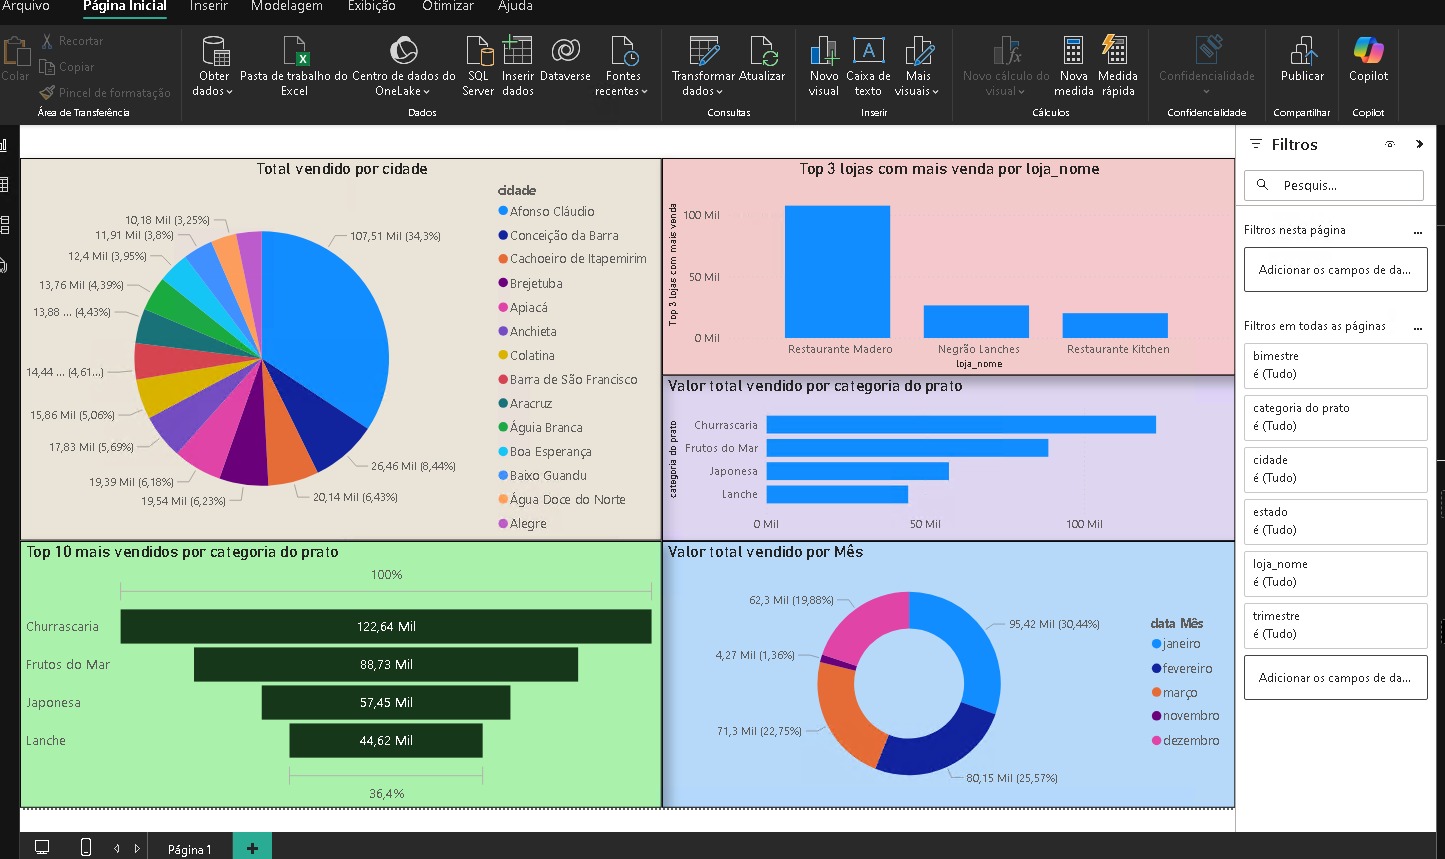 Arquivo
Página Inicial
Inserir
Modelagem
Exibição
Otimizar
Ajuda
Colar
Recortar
Copiar
Pincel de formatação
Área de Transferência
Obter
dados
Pasta de trabalho do
Excel
Centro de dados do
OneLake
SQL
Server
Inserir
dados
Dataverse
Fontes
recentes
Dados
Transformar
dados
Atualizar
Consultas
Novo
visual
Caixa de
texto
Mais
visuais
Inserir
Novo cálculo do
visual
Nova
medida
Medida
rápida
Cálculos
Confidencialidade
Confidencialidade
Publicar
Compartilhar
Copilot
Copilot
Total vendido por cidade
107,51 Mil (34,3%)
26,46 Mil (8,44%)
20,14 Mil (6,43%)
19,54 Mil (6,23%)
19,39 Mil (6,18%)
17,83 Mil (5,69%)
15,86 Mil (5,06%)
14,44 ... (4,61...)
13,88 ... (4,43%)
13,76 Mil (4,39%)
12,4 Mil (3,95%)
11,91 Mil (3,8%)
10,18 Mil (3,25%)
cidade
Afonso Cláudio
Conceição da Barra
Cachoeiro de Itapemirim
Brejetuba
Apiacá
Anchieta
Colatina
Barra de São Francisco
Aracruz
Águia Branca
Boa Esperança
Baixo Guandu
Água Doce do Norte
Alegre
Top 3 lojas com mais venda por loja_nome
Top 3 lojas com mais venda
100 Mil
50 Mil
0 Mil
Restaurante Madero
Negrão Lanches
Restaurante Kitchen
loja_nome
Valor total vendido por categoria do prato
categoria do prato
Churrascaria
Frutos do Mar
Japonesa
Lanche
0 Mil
50 Mil
100 Mil
Top 10 mais vendidos por categoria do prato
100%
Churrascaria
122,64 Mil
Frutos do Mar
88,73 Mil
Japonesa
57,45 Mil
Lanche
44,62 Mil
36,4%
Valor total vendido por Mês
62,3 Mil (19,88%)
95,42 Mil (30,44%)
4,27 Mil (1,36%)
71,3 Mil (22,75%)
80,15 Mil (25,57%)
data Mês
janeiro
fevereiro
março
novembro
dezembro
Filtros
Pesquis...
Filtros nesta página
...
Adicionar os campos de da...
Filtros em todas as páginas
...
bimestre
é (Tudo)
categoria do prato
é (Tudo)
cidade
é (Tudo)
estado
é (Tudo)
loja_nome
é (Tudo)
trimestre
é (Tudo)
Adicionar os campos de da...
Página 1